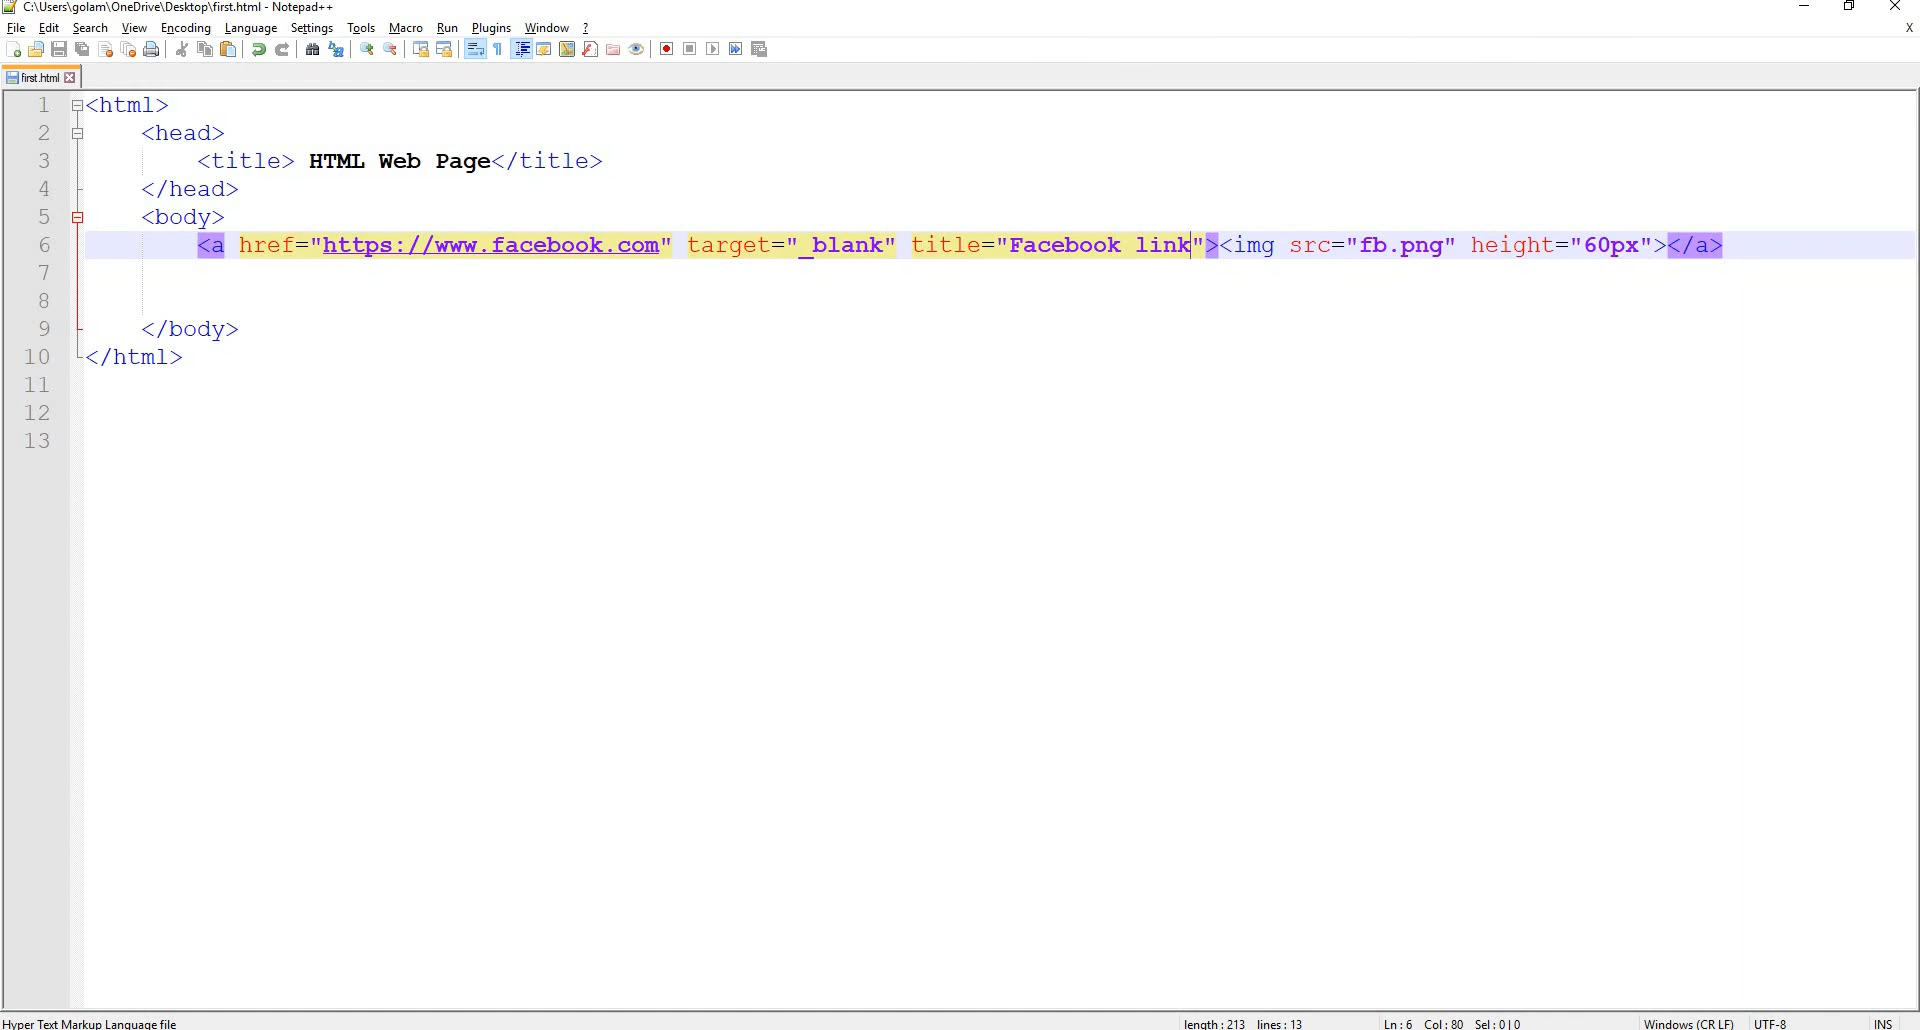 C:\Users\golam\OneDrive\Desktop\first.html - Notepad++
File Edit Search View Encoding Language Settings Tools Macro Run Plugins Window ? X
first.html
1 <html>
2 <head>
3 <title> HTML Web Page</title>
4 </head>
5 <body>
6 <a href="https://www.facebook.com" target="_blank" title="Facebook link"><img src="fb.png" height="60px"></a>
7
8
9 </body>
10 </html>
11
12
13
Hyper Text Markup Language file length : 213 lines : 13 Ln : 6 Col : 80 Sel : 0 | 0 Windows (CR LF) UTF-8 INS